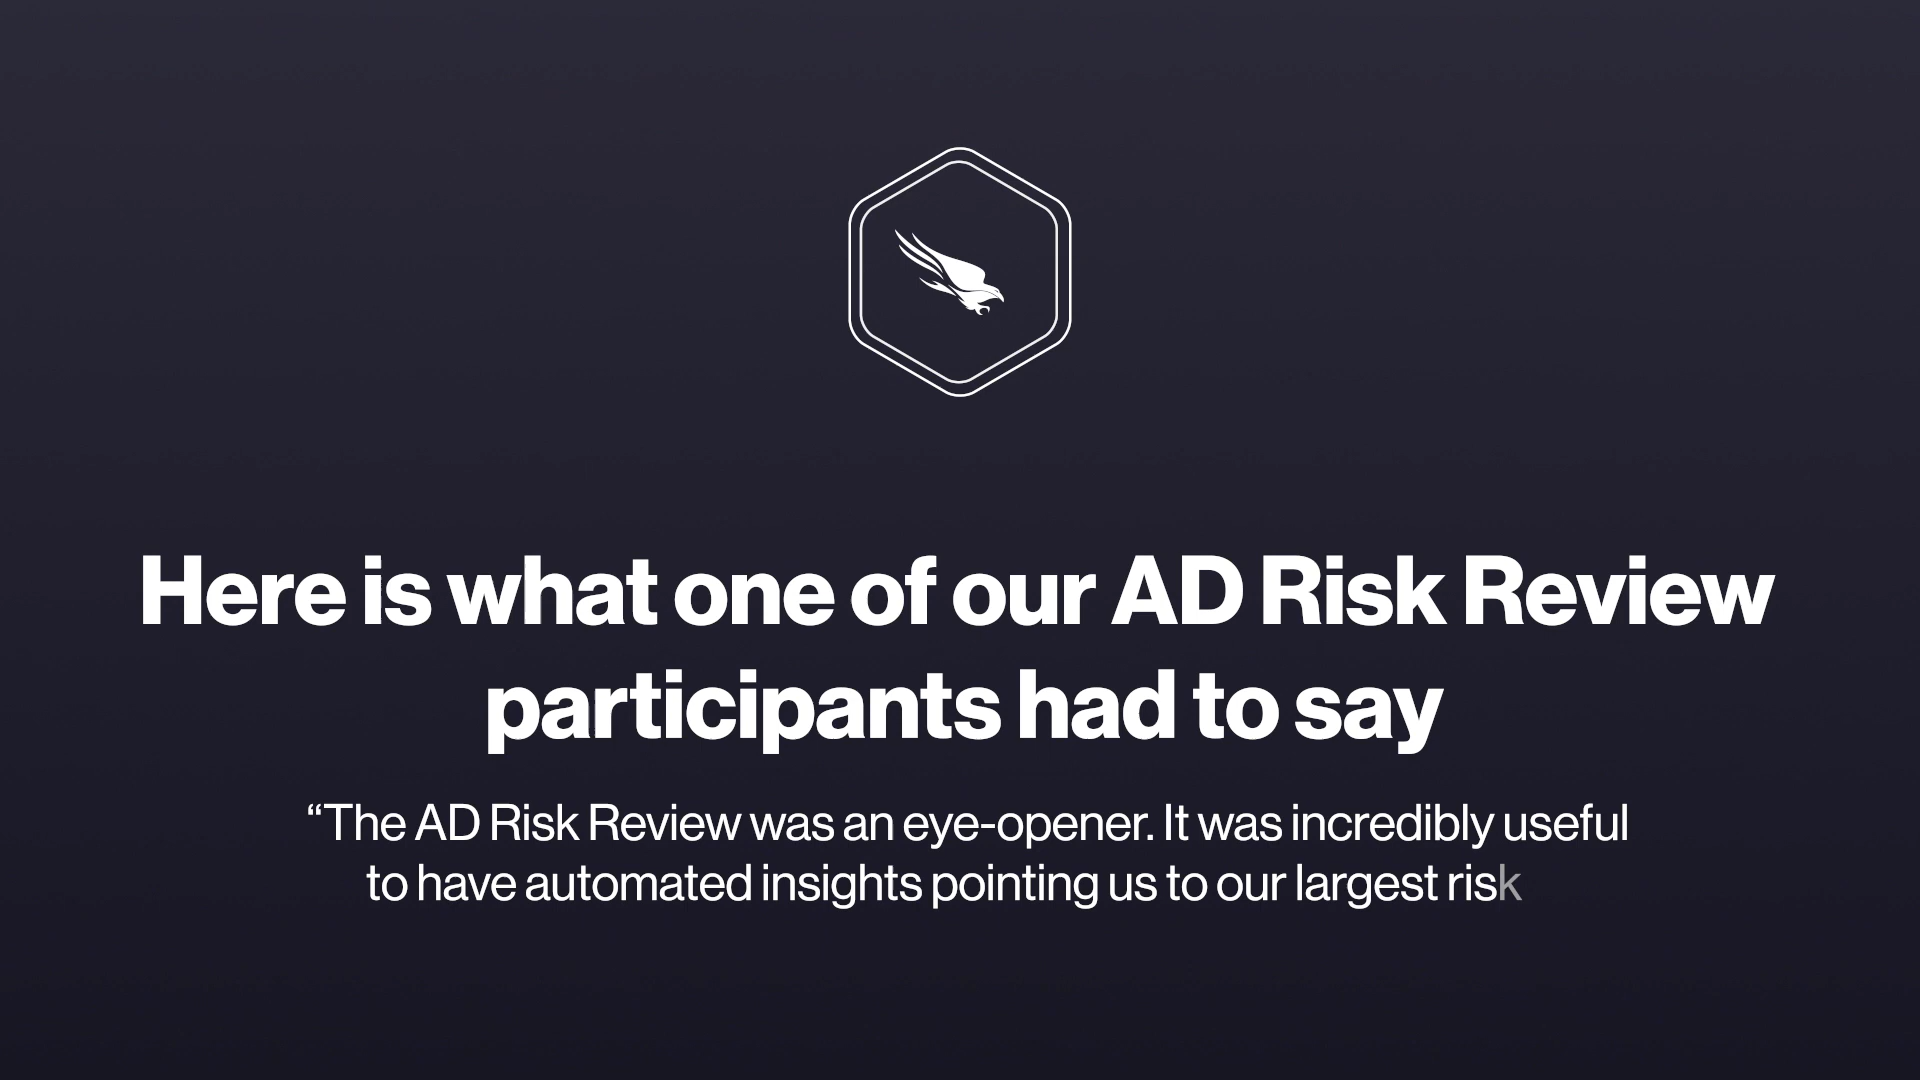 Here is what one of our AD Risk Review
participants had to say
“The AD Risk Review was an eye-opener. It was incredibly useful
to have automated insights pointing us to our largest risk